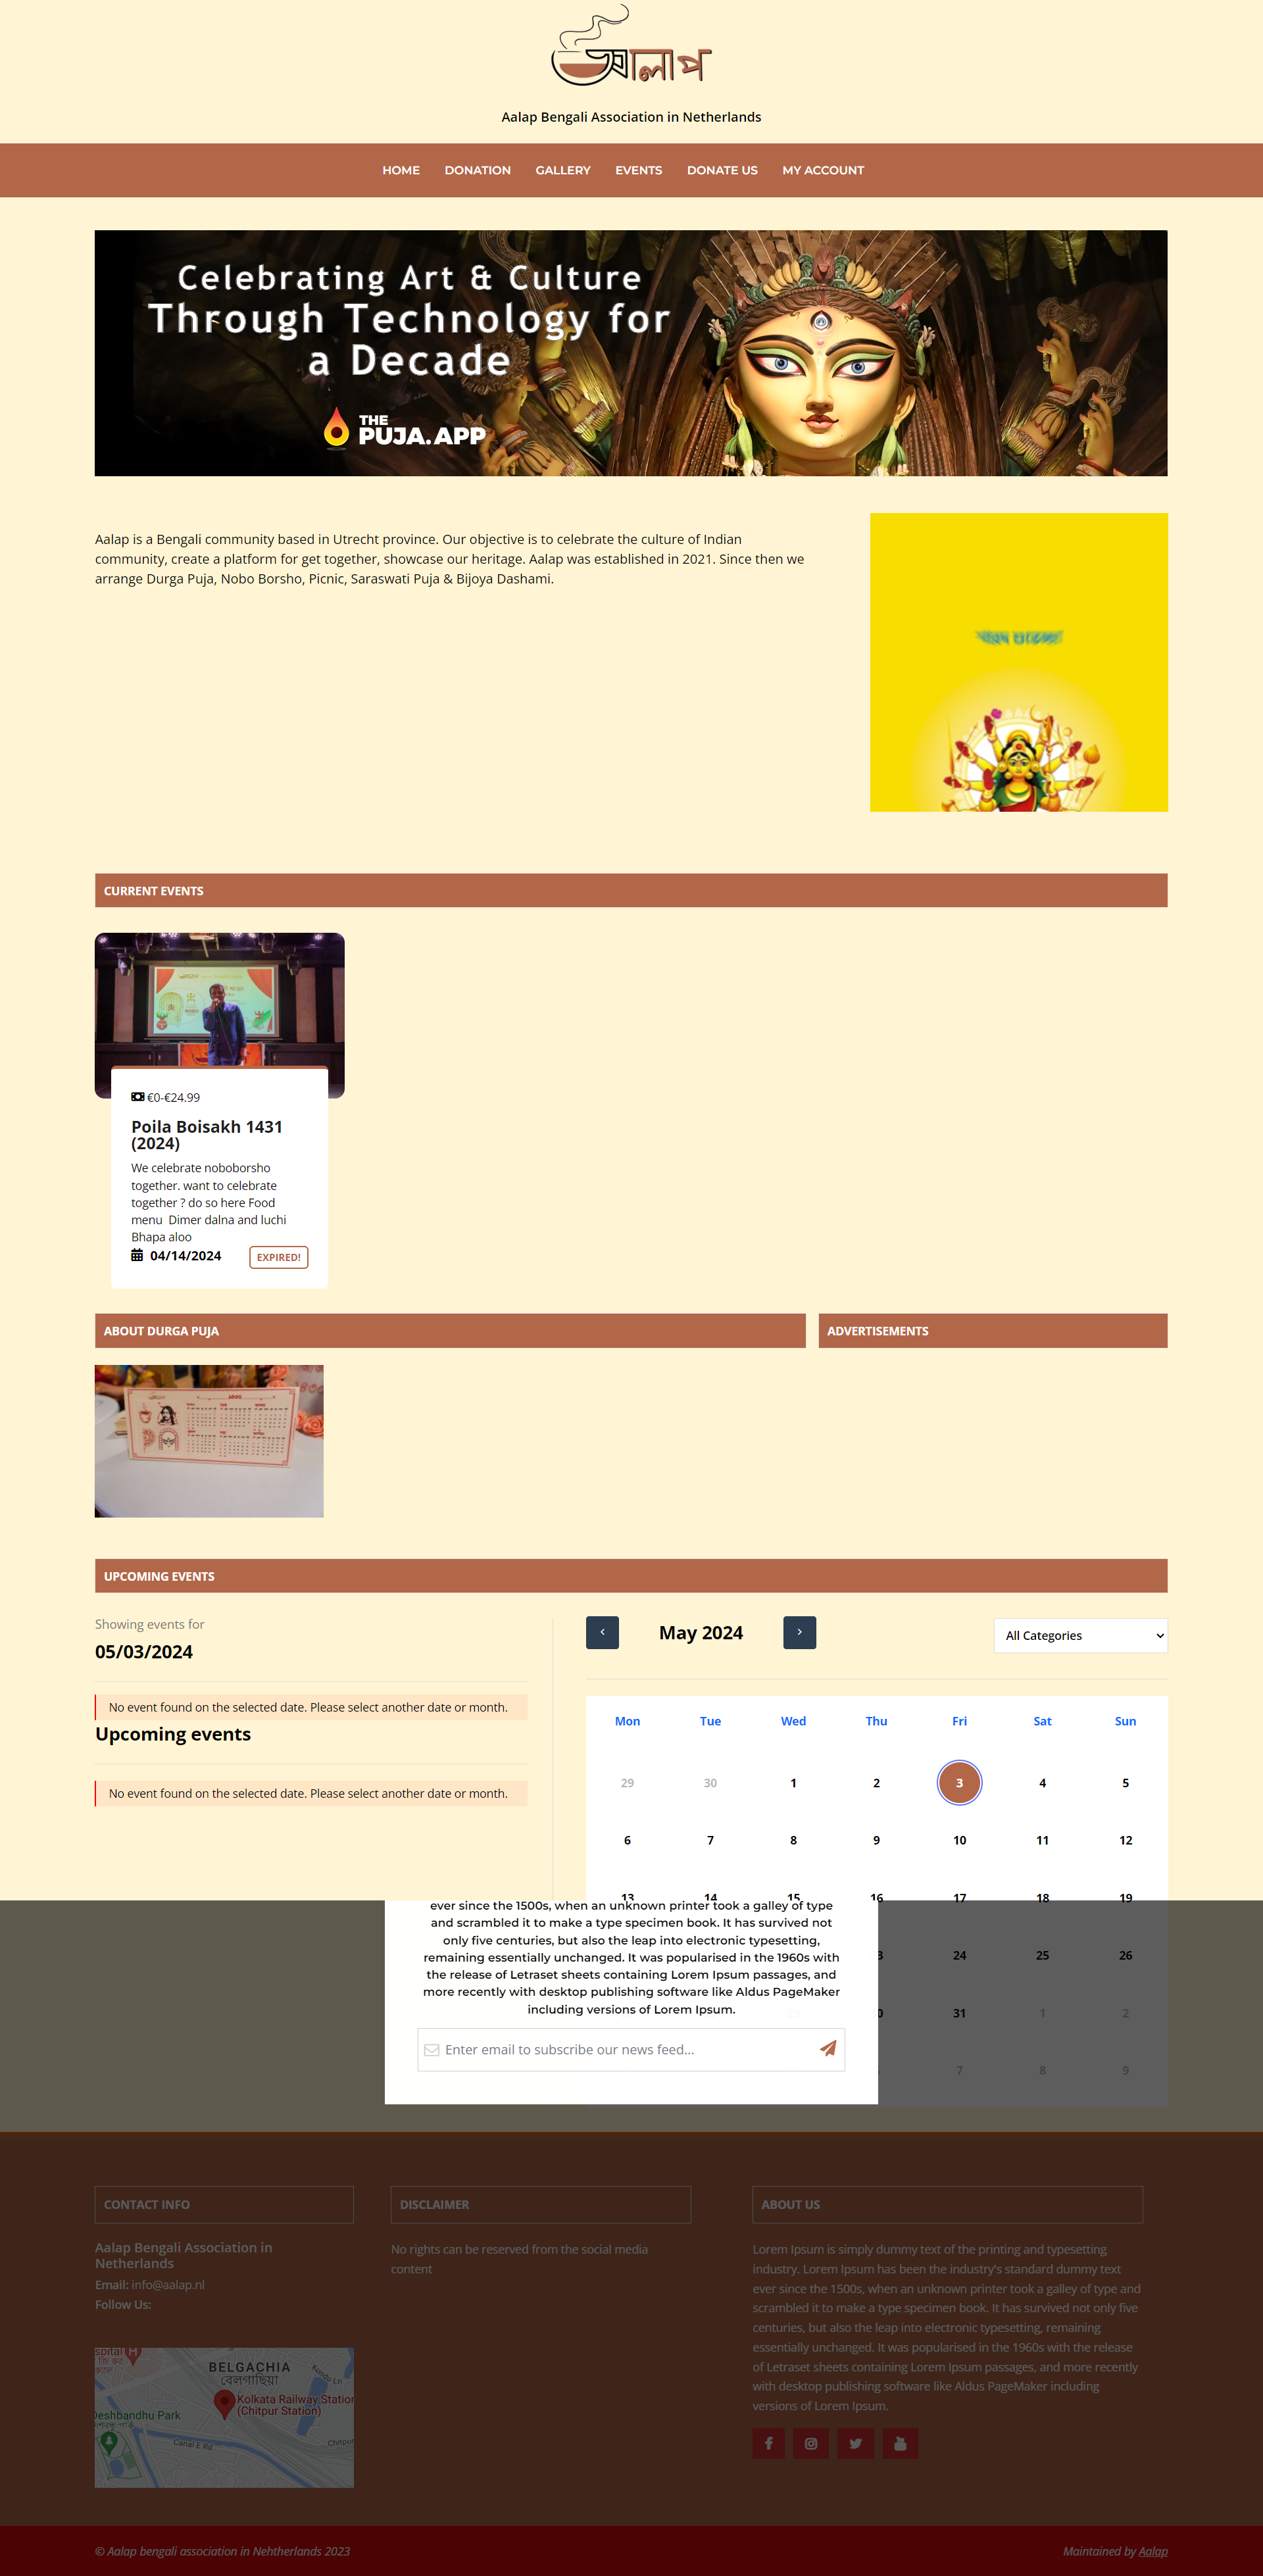 আলাপ
Aalap Bengali Association in Netherlands
HOME DONATION GALLERY EVENTS DONATE US MY ACCOUNT
Celebrating Art & Culture
Through Technology for
a Decade
THE
PUJA.APP
Aalap is a Bengali community based in Utrecht province. Our objective is to celebrate the culture of Indian
community, create a platform for get together, showcase our heritage. Aalap was established in 2021. Since then we
arrange Durga Puja, Nobo Borsho, Picnic, Saraswati Puja & Bijoya Dashami.
CURRENT EVENTS
€0-€24.99
Poila Boisakh 1431
(2024)
We celebrate noboborsho
together. want to celebrate
together ? do so here Food
menu  Dimer dalna and luchi
Bhapa aloo
04/14/2024 EXPIRED!
ABOUT DURGA PUJA ADVERTISEMENTS
UPCOMING EVENTS
Showing events for
05/03/2024
No event found on the selected date. Please select another date or month.
Upcoming events
No event found on the selected date. Please select another date or month.
‹ May 2024 › All Categories
Mon Tue Wed Thu Fri Sat Sun
29 30 1 2 3 4 5
6 7 8 9 10 11 12
13 14 15 16 17 18 19
24 25 26
31 1 2
7 8 9
ever since the 1500s, when an unknown printer took a galley of type
and scrambled it to make a type specimen book. It has survived not
only five centuries, but also the leap into electronic typesetting,
remaining essentially unchanged. It was popularised in the 1960s with
the release of Letraset sheets containing Lorem Ipsum passages, and
more recently with desktop publishing software like Aldus PageMaker
including versions of Lorem Ipsum.
Enter email to subscribe our news feed...
CONTACT INFO
Aalap Bengali Association in
Netherlands
Email: info@aalap.nl
Follow Us:
BELGACHIA
বেলগাছিয়া
Kundu Ln
Kolkata Railway Station
(Chitpur Station)
Deshbandhu Park
Canal E Rd
Chitpur
DISCLAIMER
No rights can be reserved from the social media
content
ABOUT US
Lorem Ipsum is simply dummy text of the printing and typesetting
industry. Lorem Ipsum has been the industry's standard dummy text
ever since the 1500s, when an unknown printer took a galley of type and
scrambled it to make a type specimen book. It has survived not only five
centuries, but also the leap into electronic typesetting, remaining
essentially unchanged. It was popularised in the 1960s with the release
of Letraset sheets containing Lorem Ipsum passages, and more recently
with desktop publishing software like Aldus PageMaker including
versions of Lorem Ipsum.
© Aalap bengali association in Nehtherlands 2023 Maintained by Aalap